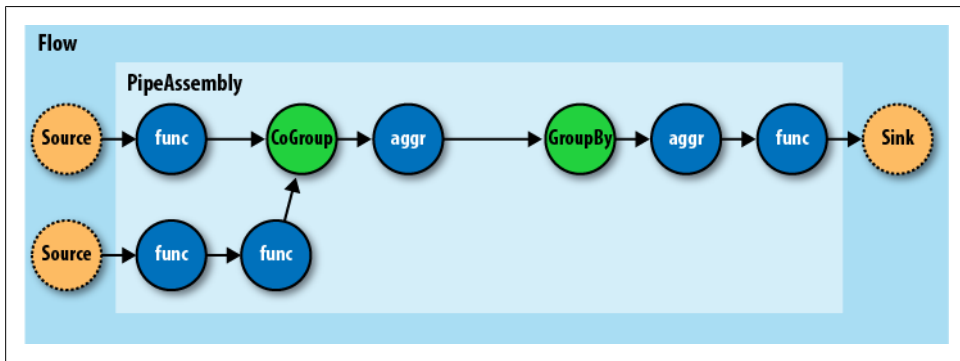 Flow
PipeAssembly
Source func CoGroup aggr GroupBy aggr func Sink
Source func func